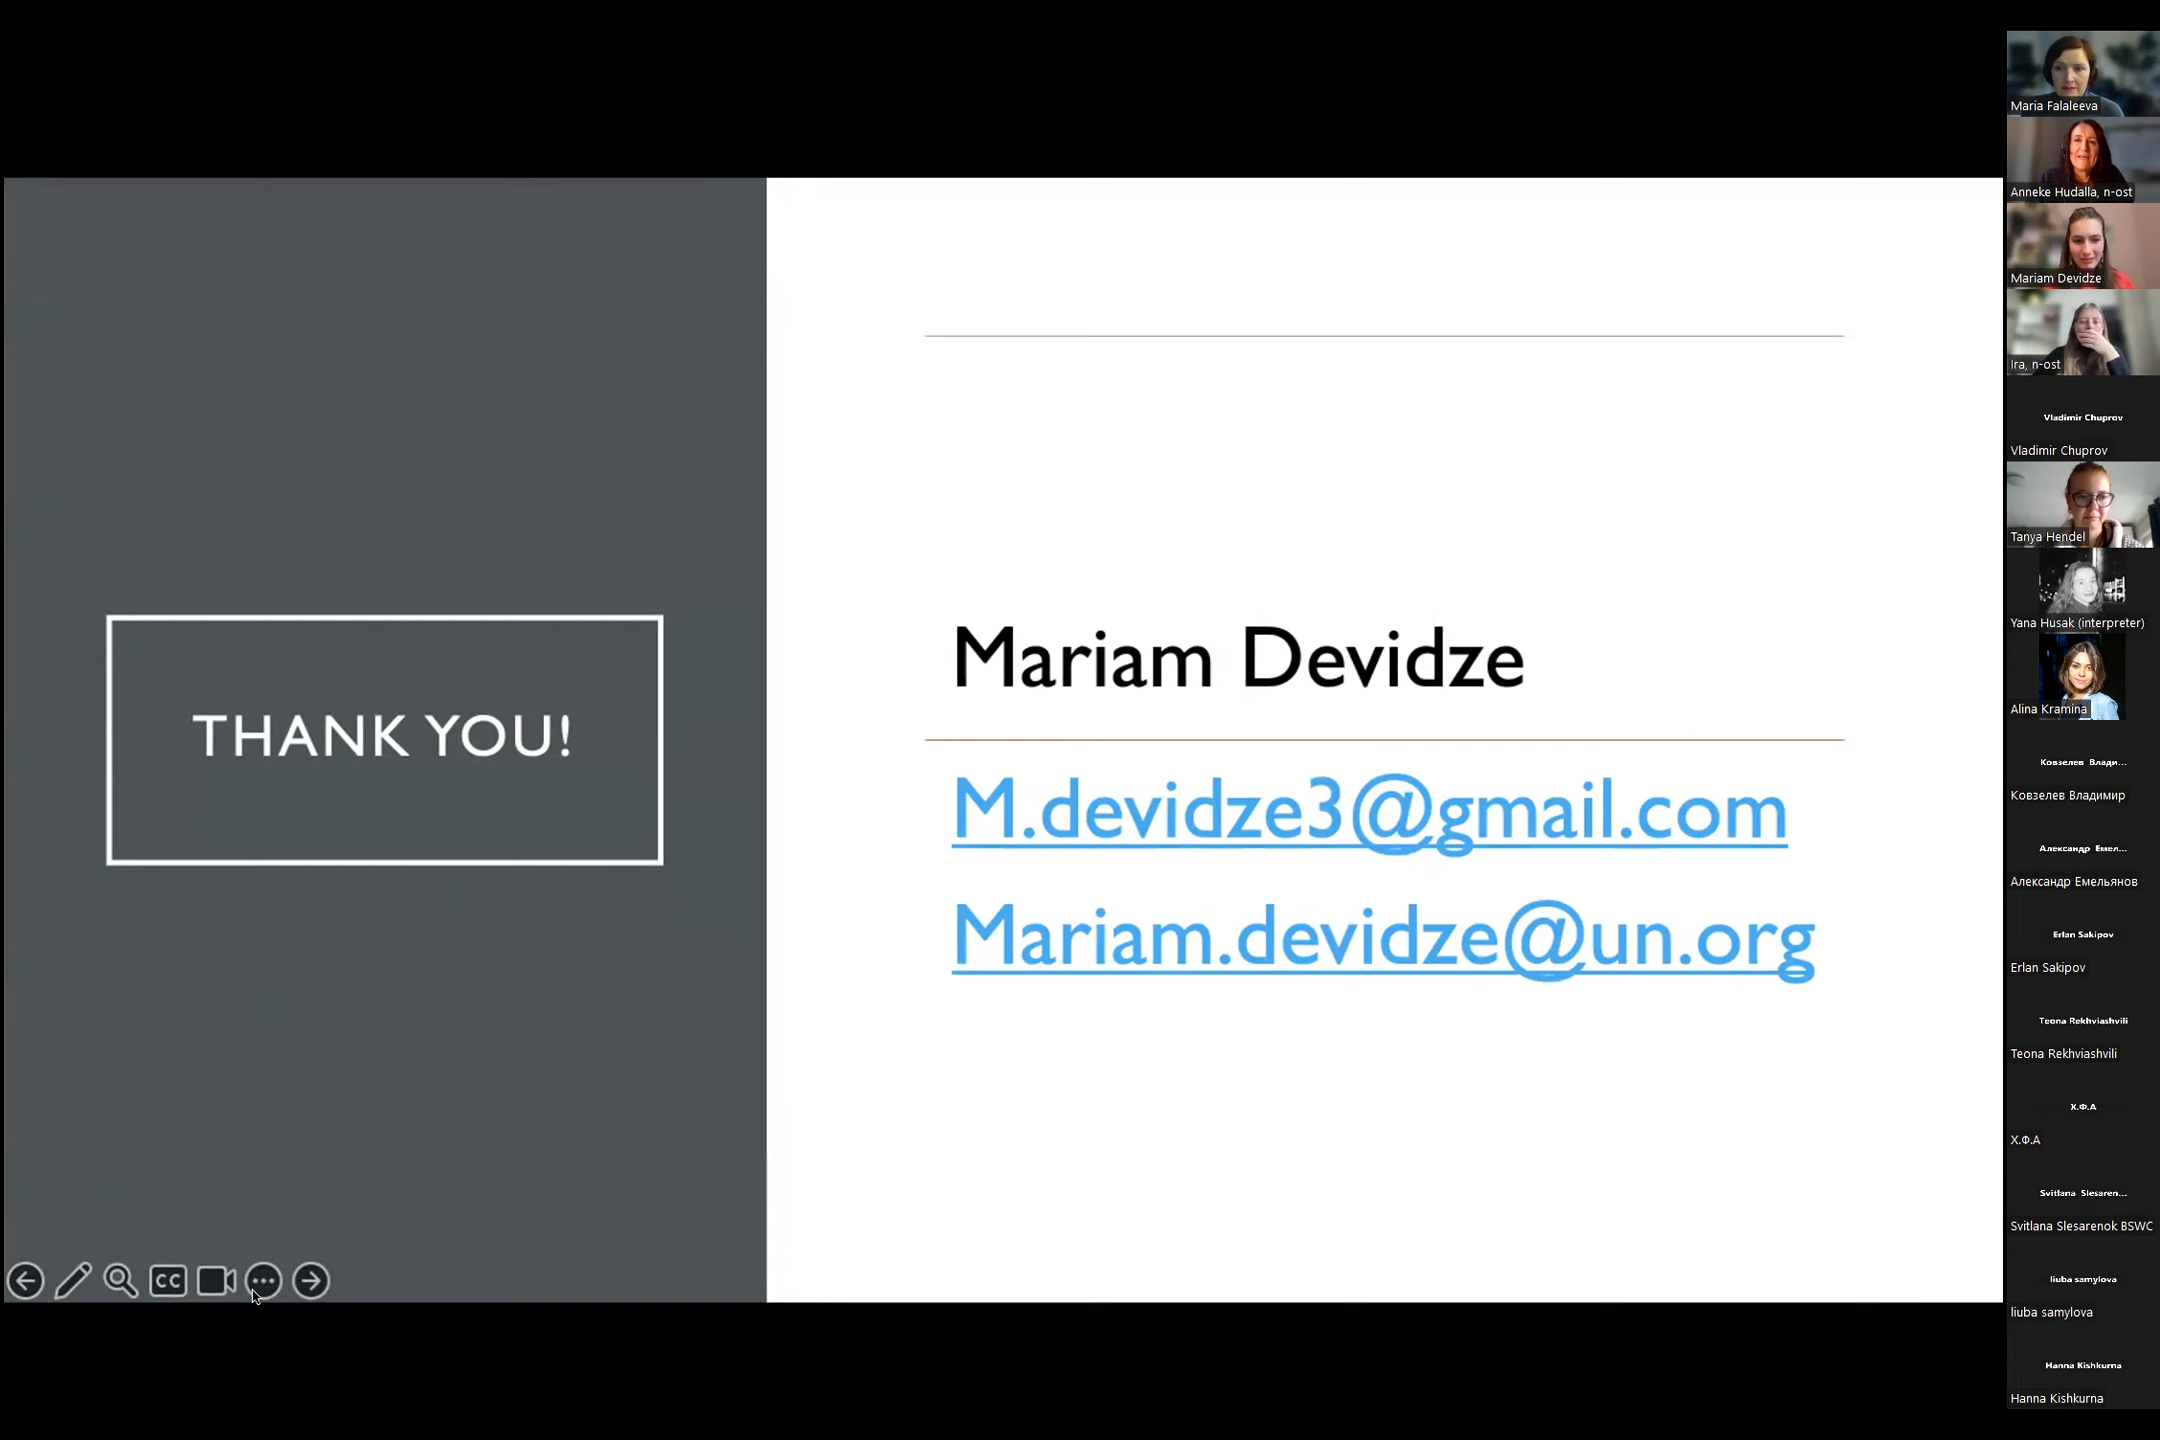 THANK YOU!
Mariam Devidze
M.devidze3@gmail.com
Mariam.devidze@un.org
CC
Maria Falaleeva
Anneke Hudalla, n-ost
Mariam Devidze
Ira, n-ost
Vladimir Chuprov
Vladimir Chuprov
Tanya Hendel
Yana Husak (interpreter)
Alina Kramina
Ковзелев Влади...
Ковзелев Владимир
Александр Емел...
Александр Емельянов
Erlan Sakipov
Erlan Sakipov
Teona Rekhviashvili
Teona Rekhviashvili
Х.Ф.А
Х.Ф.А
Svitlana Slesaren...
Svitlana Slesarenok BSWC
liuba samylova
liuba samylova
Hanna Kishkurna
Hanna Kishkurna